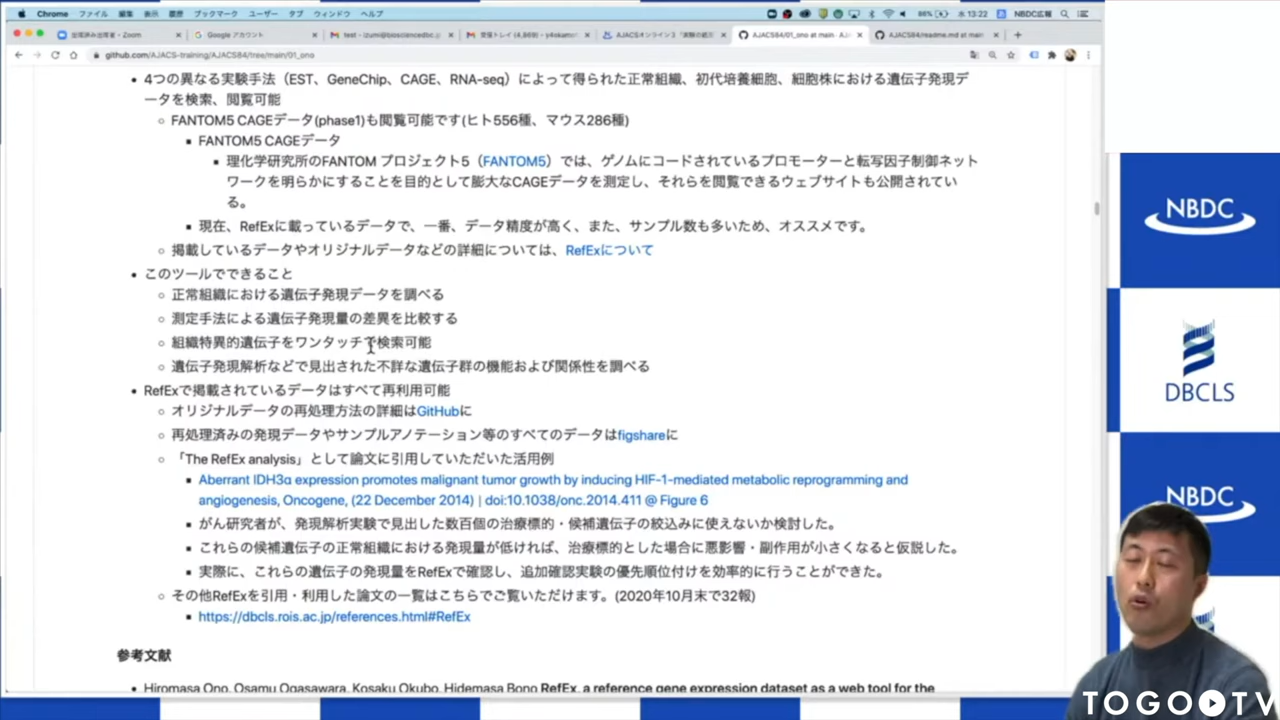 Chrome ファイル 編集 表示 履歴 ブックマーク ユーザー タブ ウィンドウ ヘルプ 86% 水 13:22 NBDC広報
Google アカウント
github.com/AJACS-training/AJACS84/tree/main/01_ono
4つの異なる実験手法（EST、GeneChip、CAGE、RNA-seq）によって得られた正常組織、初代培養細胞、細胞株における遺伝子発現デ
ータを検索、閲覧可能
FANTOM5 CAGEデータ(phase1)も閲覧可能です(ヒト556種、マウス286種)
FANTOM5 CAGEデータ
理化学研究所のFANTOM プロジェクト5（FANTOM5）では、ゲノムにコードされているプロモーターと転写因子制御ネット
ワークを明らかにすることを目的として膨大なCAGEデータを測定し、それらを閲覧できるウェブサイトも公開されてい
る。
現在、RefExに載っているデータで、一番、データ精度が高く、また、サンプル数も多いため、オススメです。
掲載しているデータやオリジナルデータなどの詳細については、RefExについて
このツールでできること
正常組織における遺伝子発現データを調べる
測定手法による遺伝子発現量の差異を比較する
組織特異的遺伝子をワンタッチで検索可能
遺伝子発現解析などで見出された不詳な遺伝子群の機能および関係性を調べる
RefExで掲載されているデータはすべて再利用可能
オリジナルデータの再処理方法の詳細はGitHubに
再処理済みの発現データやサンプルアノテーション等のすべてのデータはfigshareに
「The RefEx analysis」として論文に引用していただいた活用例
Aberrant IDH3α expression promotes malignant tumor growth by inducing HIF-1-mediated metabolic reprogramming and
angiogenesis, Oncogene, (22 December 2014) | doi:10.1038/onc.2014.411 @ Figure 6
がん研究者が、発現解析実験で見出した数百個の治療標的・候補遺伝子の絞込みに使えないか検討した。
これらの候補遺伝子の正常組織における発現量が低ければ、治療標的とした場合に悪影響・副作用が小さくなると仮説した。
実際に、これらの遺伝子の発現量をRefExで確認し、追加確認実験の優先順位付けを効率的に行うことができた。
その他RefExを引用・利用した論文の一覧はこちらでご覧いただけます。(2020年10月末で32報)
https://dbcls.rois.ac.jp/references.html#RefEx
参考文献
Hiromasa Ono, Osamu Ogasawara, Kosaku Okubo, Hidemasa Bono RefEx, a reference gene expression dataset as a web tool for the
NBDC
DBCLS
NBDC
TOGO TV